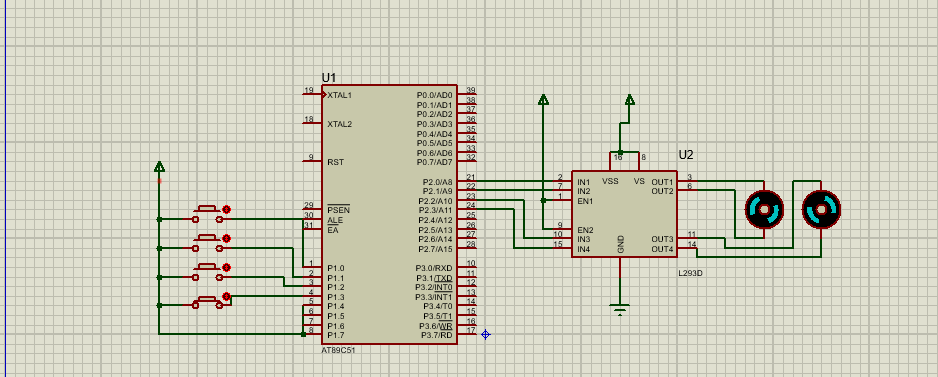 U1
19 XTAL1 P0.0/AD0 39
P0.1/AD1 38
P0.2/AD2 37
18 XTAL2 P0.3/AD3 36
P0.4/AD4 35
P0.5/AD5 34
P0.6/AD6 33
9 RST P0.7/AD7 32
P2.0/A8 21
P2.1/A9 22
P2.2/A10 23
29 PSEN P2.3/A11 24
30 ALE P2.4/A12 25
31 EA P2.5/A13 26
P2.6/A14 27
P2.7/A15 28
1 P1.0 P3.0/RXD 10
2 P1.1 P3.1/TXD 11
3 P1.2 P3.2/INT0 12
4 P1.3 P3.3/INT1 13
5 P1.4 P3.4/T0 14
6 P1.5 P3.5/T1 15
7 P1.6 P3.6/WR 16
8 P1.7 P3.7/RD 17
AT89C51
U2
16 8
VSS VS
2 IN1 OUT1 3
7 IN2 OUT2 6
1 EN1
9 EN2
10 IN3 OUT3 11
15 IN4 OUT4 14
GND
L293D